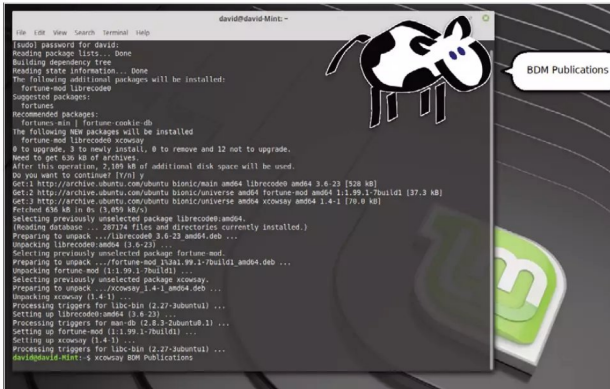 david@david-Mint: ~
File Edit View Search Terminal Help
[sudo] password for david:
Reading package lists... Done
Building dependency tree
Reading state information... Done
The following additional packages will be installed:
fortune-mod librecode0
Suggested packages:
fortunes
Recommended packages:
fortunes-min | fortune-cookie-db
The following NEW packages will be installed
fortune-mod librecode0 xcowsay
0 to upgrade, 3 to newly install, 0 to remove and 12 not to upgrade.
Need to get 636 kB of archives.
After this operation, 2,109 kB of additional disk space will be used.
Do you want to continue? [Y/n] y
Get:1 http://archive.ubuntu.com/ubuntu bionic/main amd64 librecode0 amd64 3.6-23 [528 kB]
Get:2 http://archive.ubuntu.com/ubuntu bionic/universe amd64 fortune-mod amd64 1:1.99.1-7build1 [37.3 kB]
Get:3 http://archive.ubuntu.com/ubuntu bionic/universe amd64 xcowsay amd64 1.4-1 [70.0 kB]
Fetched 636 kB in 0s (3,059 kB/s)
Selecting previously unselected package librecode0:amd64.
(Reading database ... 287174 files and directories currently installed.)
Preparing to unpack .../librecode0_3.6-23_amd64.deb ...
Unpacking librecode0:amd64 (3.6-23) ...
Selecting previously unselected package fortune-mod.
Preparing to unpack .../fortune-mod_1%3a1.99.1-7build1_amd64.deb ...
Unpacking fortune-mod (1:1.99.1-7build1) ...
Selecting previously unselected package xcowsay.
Preparing to unpack .../xcowsay_1.4-1_amd64.deb ...
Unpacking xcowsay (1.4-1) ...
Processing triggers for libc-bin (2.27-3ubuntu1) ...
Setting up librecode0:amd64 (3.6-23) ...
Processing triggers for man-db (2.8.3-2ubuntu0.1) ...
Setting up fortune-mod (1:1.99.1-7build1) ...
Setting up xcowsay (1.4-1) ...
Processing triggers for libc-bin (2.27-3ubuntu1) ...
david@david-Mint:~$ xcowsay BDM Publications
BDM Publications